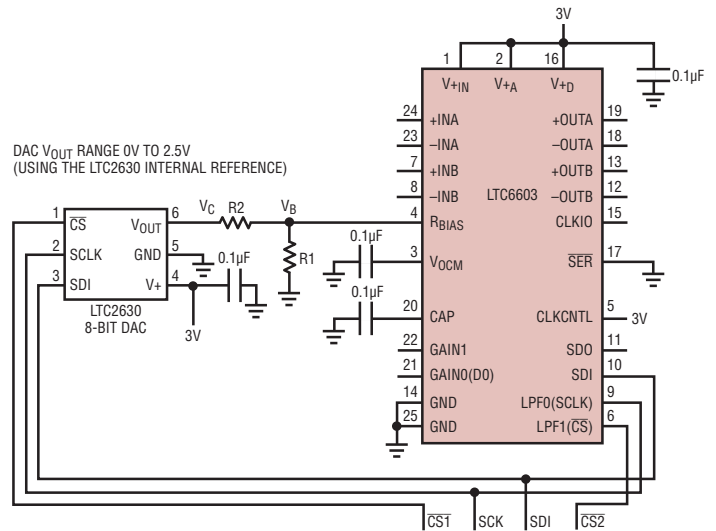 3V
1
2
16
V+IN
V+A
V+D
0.1µF
24
+INA
+OUTA
19
23
–INA
–OUTA
18
DAC VOUT RANGE 0V TO 2.5V
(USING THE LTC2630 INTERNAL REFERENCE)
7
+INB
+OUTB
13
8
–INB
LTC6603
–OUTB
12
1
CS
VOUT
6
VC
R2
VB
4
RBIAS
CLKIO
15
2
SCLK
GND
5
R1
0.1µF
3
VOCM
SER
17
3
SDI
V+
4
0.1µF
0.1µF
LTC2630
8-BIT DAC
3V
20
CAP
CLKCNTL
5
3V
22
GAIN1
SDO
11
21
GAIN0(D0)
SDI
10
14
GND
LPF0(SCLK)
9
25
GND
LPF1(CS)
6
CS1
SCK
SDI
CS2